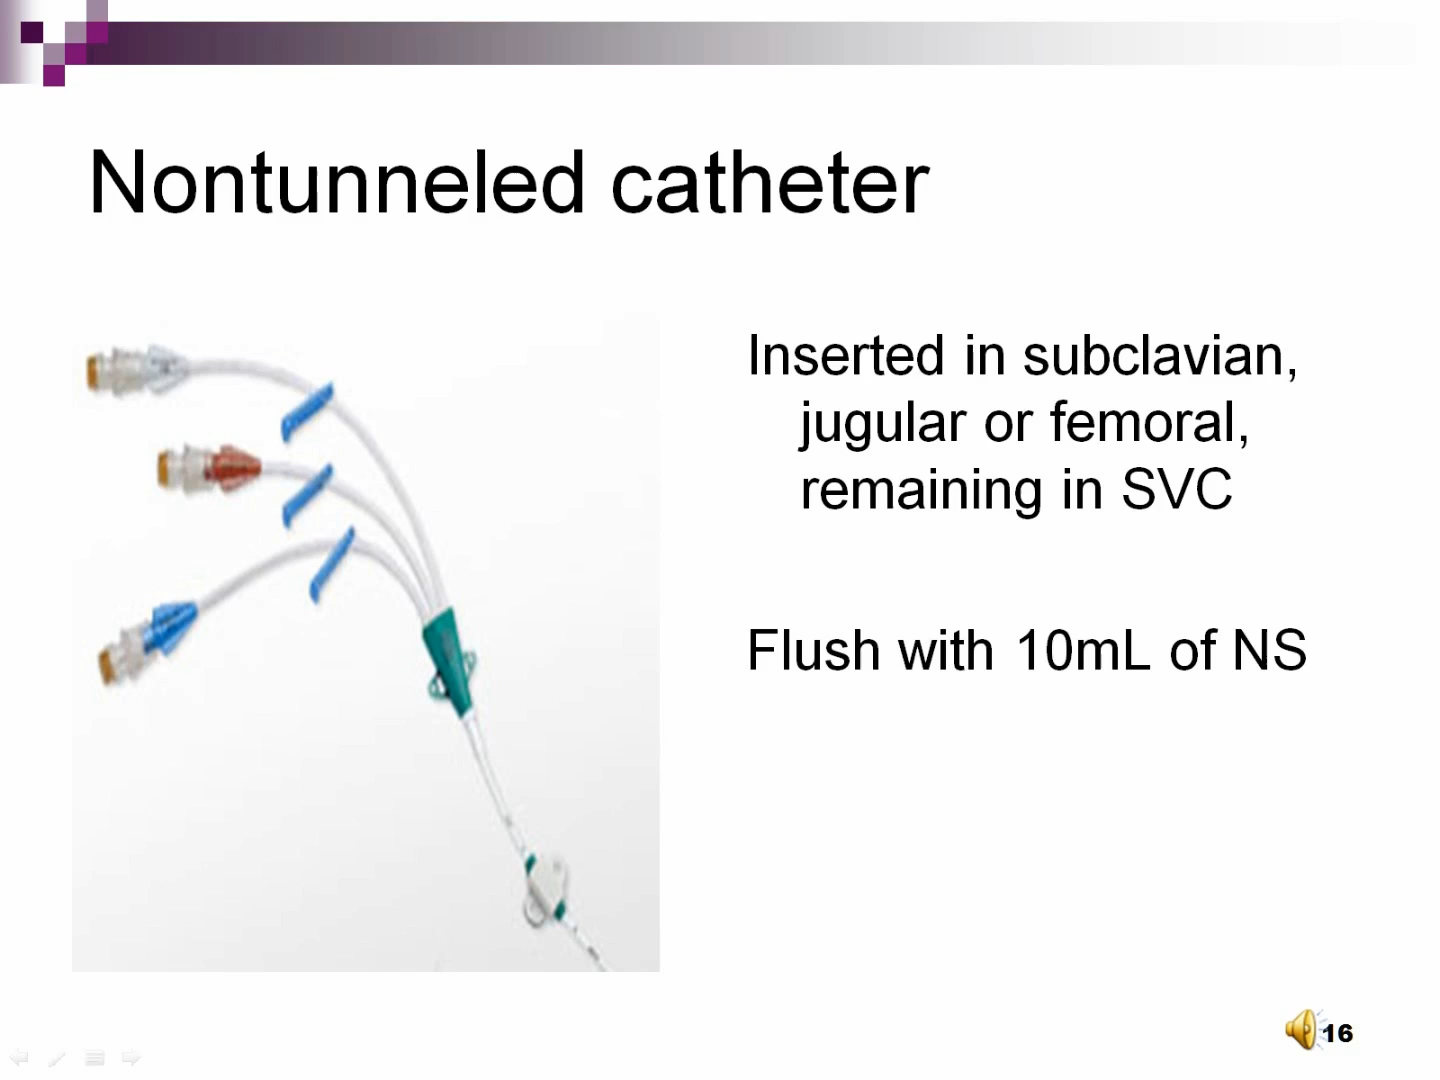 Nontunneled catheter
Inserted in subclavian,
jugular or femoral,
remaining in SVC
Flush with 10mL of NS
16